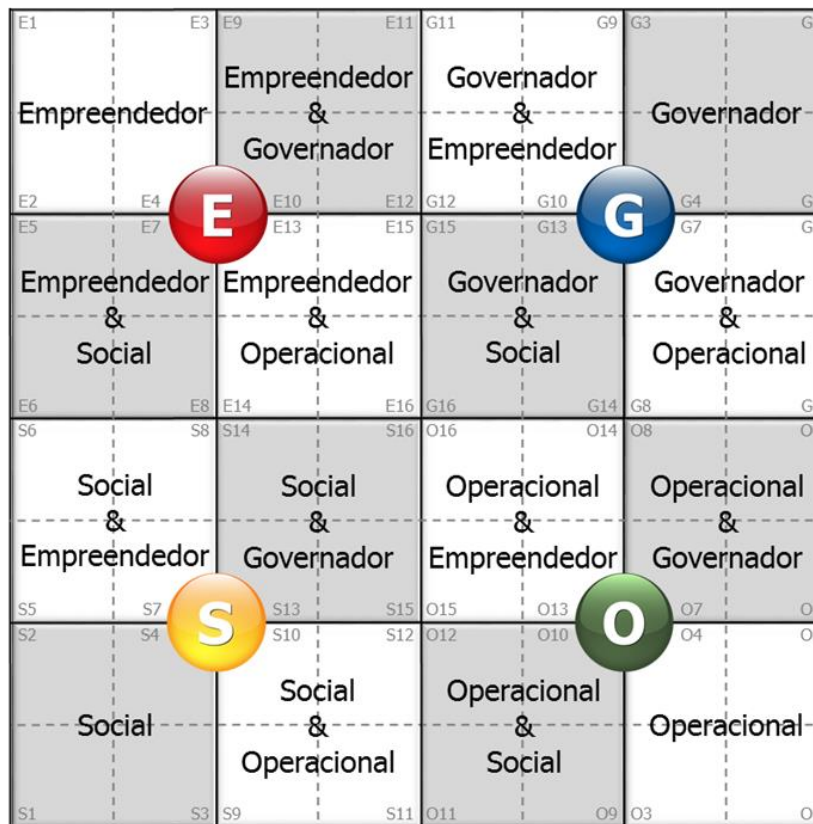 E1 E3 E9 E11 G11 G9 G3 G
Empreendedor
Empreendedor
&
Governador
Governador
&
Empreendedor
Governador
E2 E4 E10 E12 G12 G10 G4 G
E
G
E5 E7 E13 E15 G15 G13 G7 G
Empreendedor
&
Social
Empreendedor
&
Operacional
Governador
&
Social
Governador
&
Operacional
E6 E8 E14 E16 G16 G14 G8 G
S6 S8 S14 S16 O16 O14 O8 O
Social
&
Empreendedor
Social
&
Governador
Operacional
&
Empreendedor
Operacional
&
Governador
S5 S7 S13 S15 O15 O13 O7 O
S
O
S2 S4 S10 S12 O12 O10 O4 O
Social
Social
&
Operacional
Operacional
&
Social
Operacional
S1 S3 S9 S11 O11 O9 O3 O